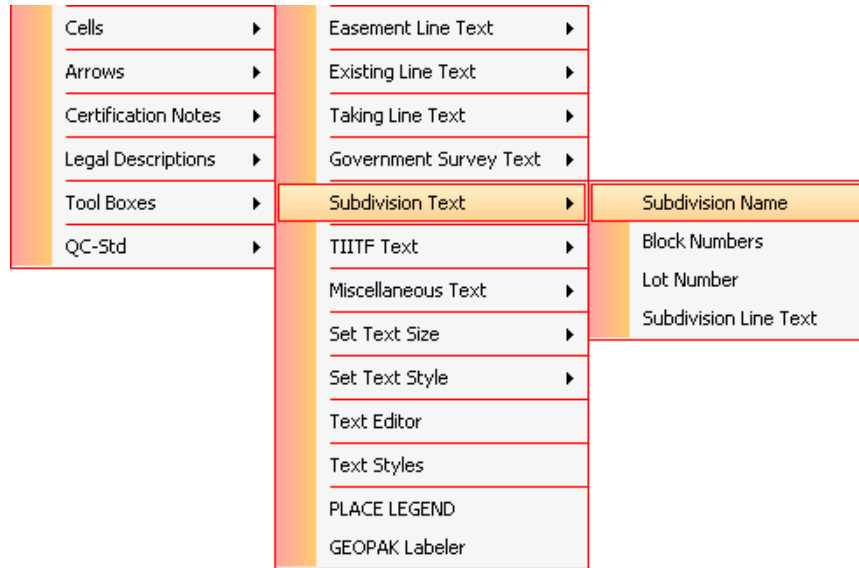 Cells
Arrows
Certification Notes
Legal Descriptions
Tool Boxes
QC-Std
Easement Line Text
Existing Line Text
Taking Line Text
Government Survey Text
Subdivision Text
TIITF Text
Miscellaneous Text
Set Text Size
Set Text Style
Text Editor
Text Styles
PLACE LEGEND
GEOPAK Labeler
Subdivision Name
Block Numbers
Lot Number
Subdivision Line Text